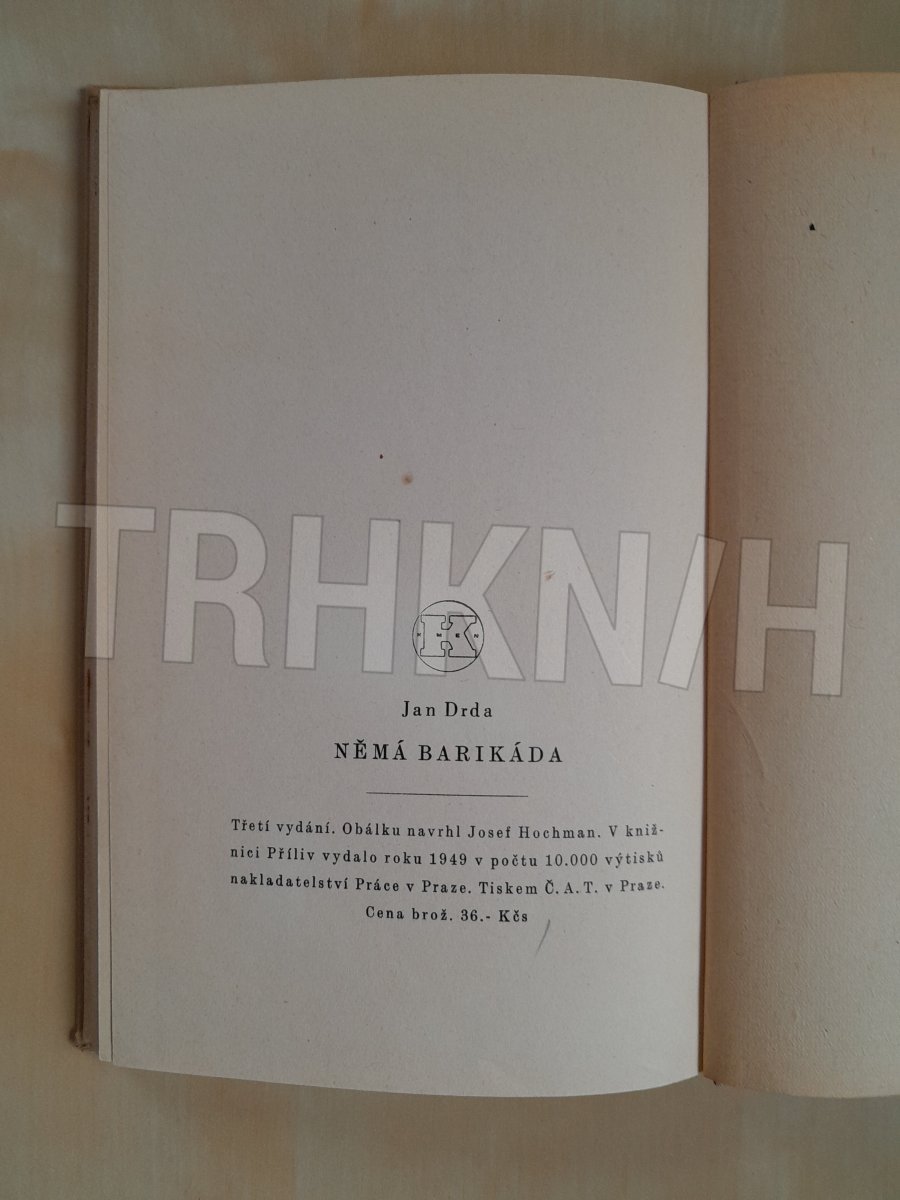 TRHKNIH
K M E N
Jan Drda
NĚMÁ BARIKÁDA
Třetí vydání. Obálku navrhl Josef Hochman. V kniž-
nici Příliv vydalo roku 1949 v počtu 10.000 výtisků
nakladatelství Práce v Praze. Tiskem Č. A. T. v Praze.
Cena brož. 36.- Kčs